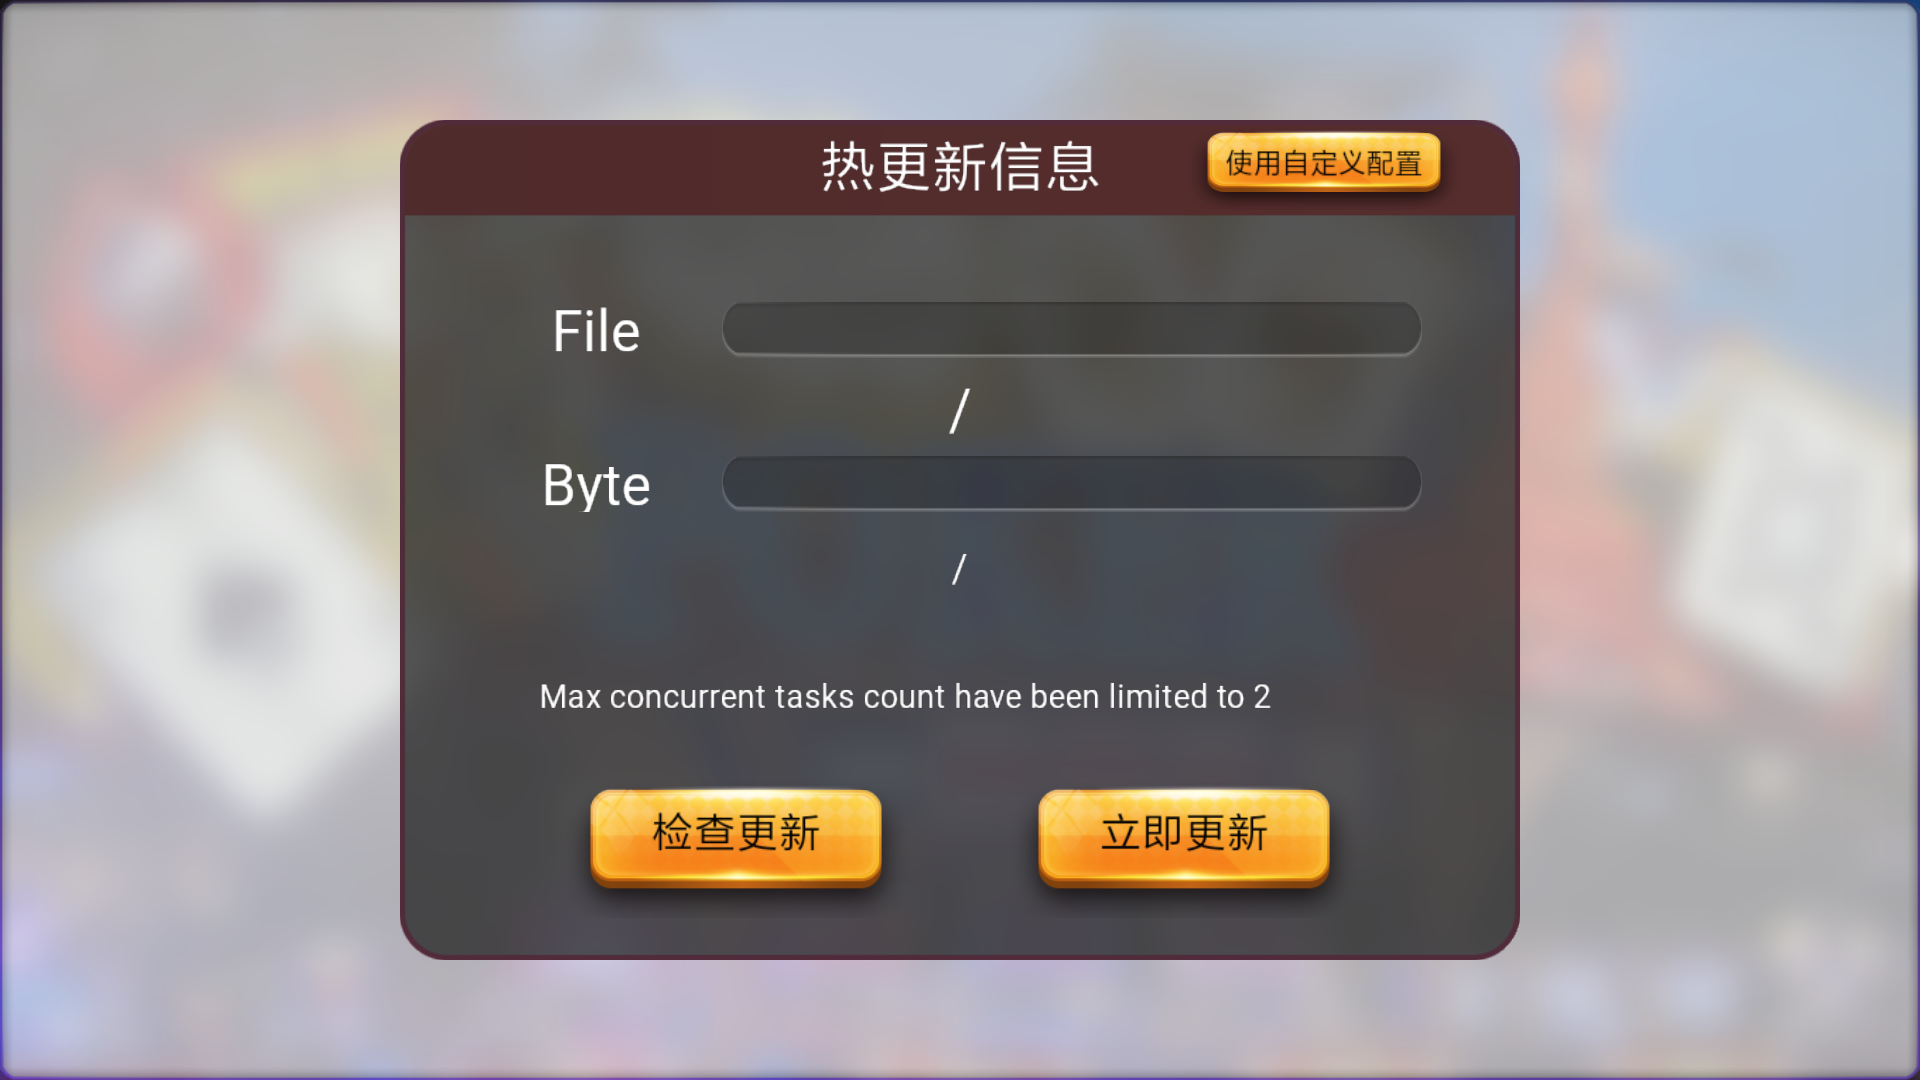 热更新信息
使用自定义配置
File
/
Byte
/
Max concurrent tasks count have been limited to 2
检查更新
立即更新